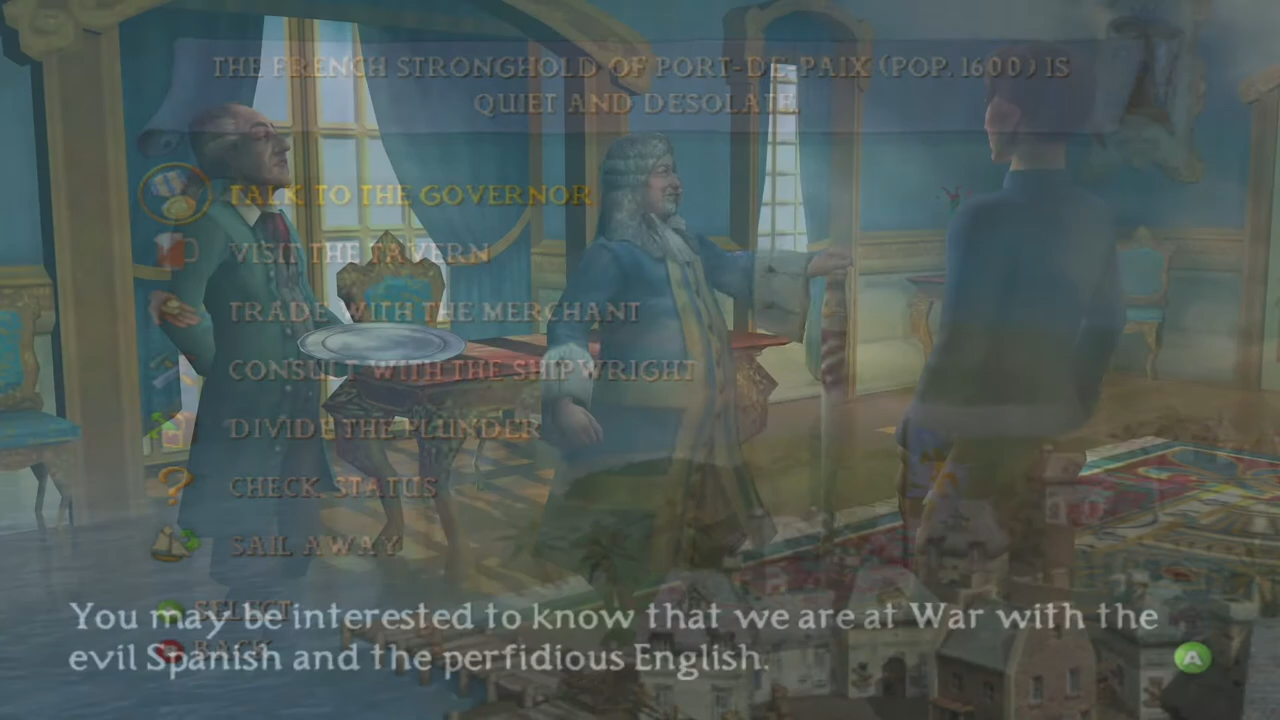 THE FRENCH STRONGHOLD OF PORT-DE-PAIX (POP. 1600) IS
QUIET AND DESOLATE.
TALK TO THE GOVERNOR
VISIT THE TAVERN
TRADE WITH THE MERCHANT
CONSULT WITH THE SHIPWRIGHT
DIVIDE THE PLUNDER
CHECK STATUS
SAIL AWAY
SELECT
BACK
You may be interested to know that we are at War with the
evil Spanish and the perfidious English.
A